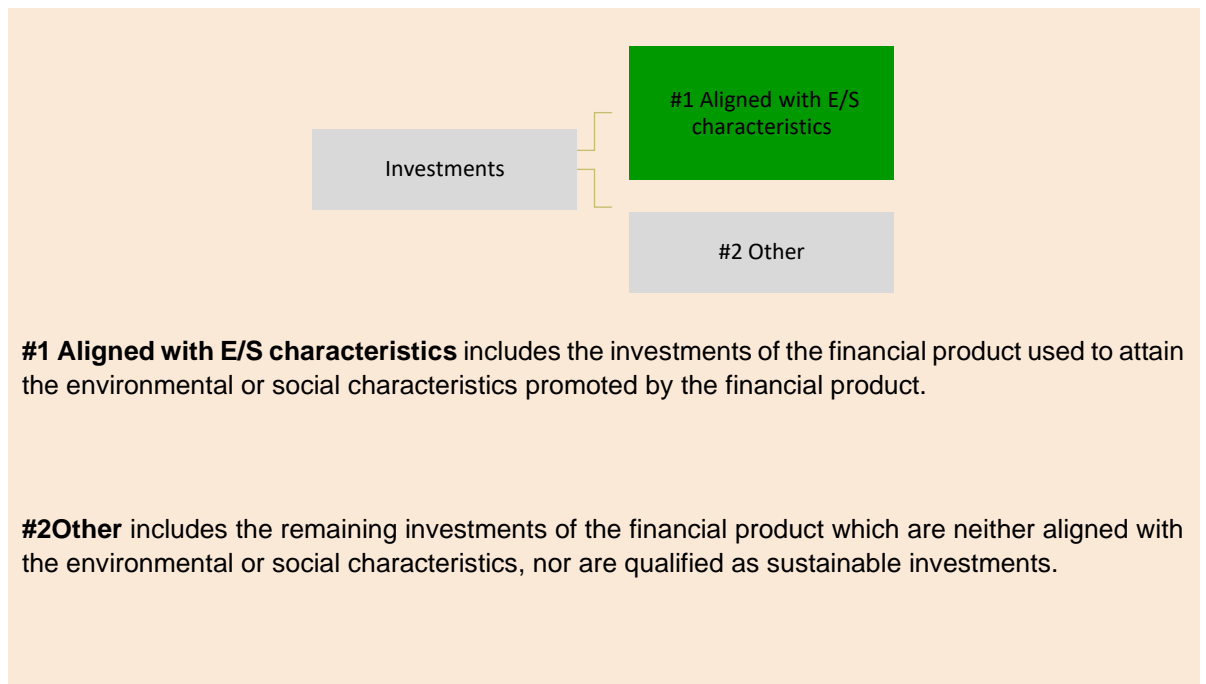 #1 Aligned with E/S
characteristics
Investments
#2 Other
#1 Aligned with E/S characteristics includes the investments of the financial product used to attain
the environmental or social characteristics promoted by the financial product.
#2Other includes the remaining investments of the financial product which are neither aligned with
the environmental or social characteristics, nor are qualified as sustainable investments.